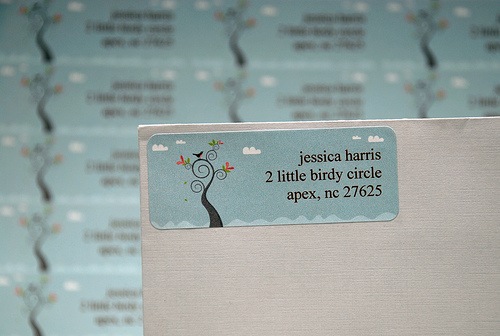 jessica harris
2 little birdy circle
apex, nc 27625